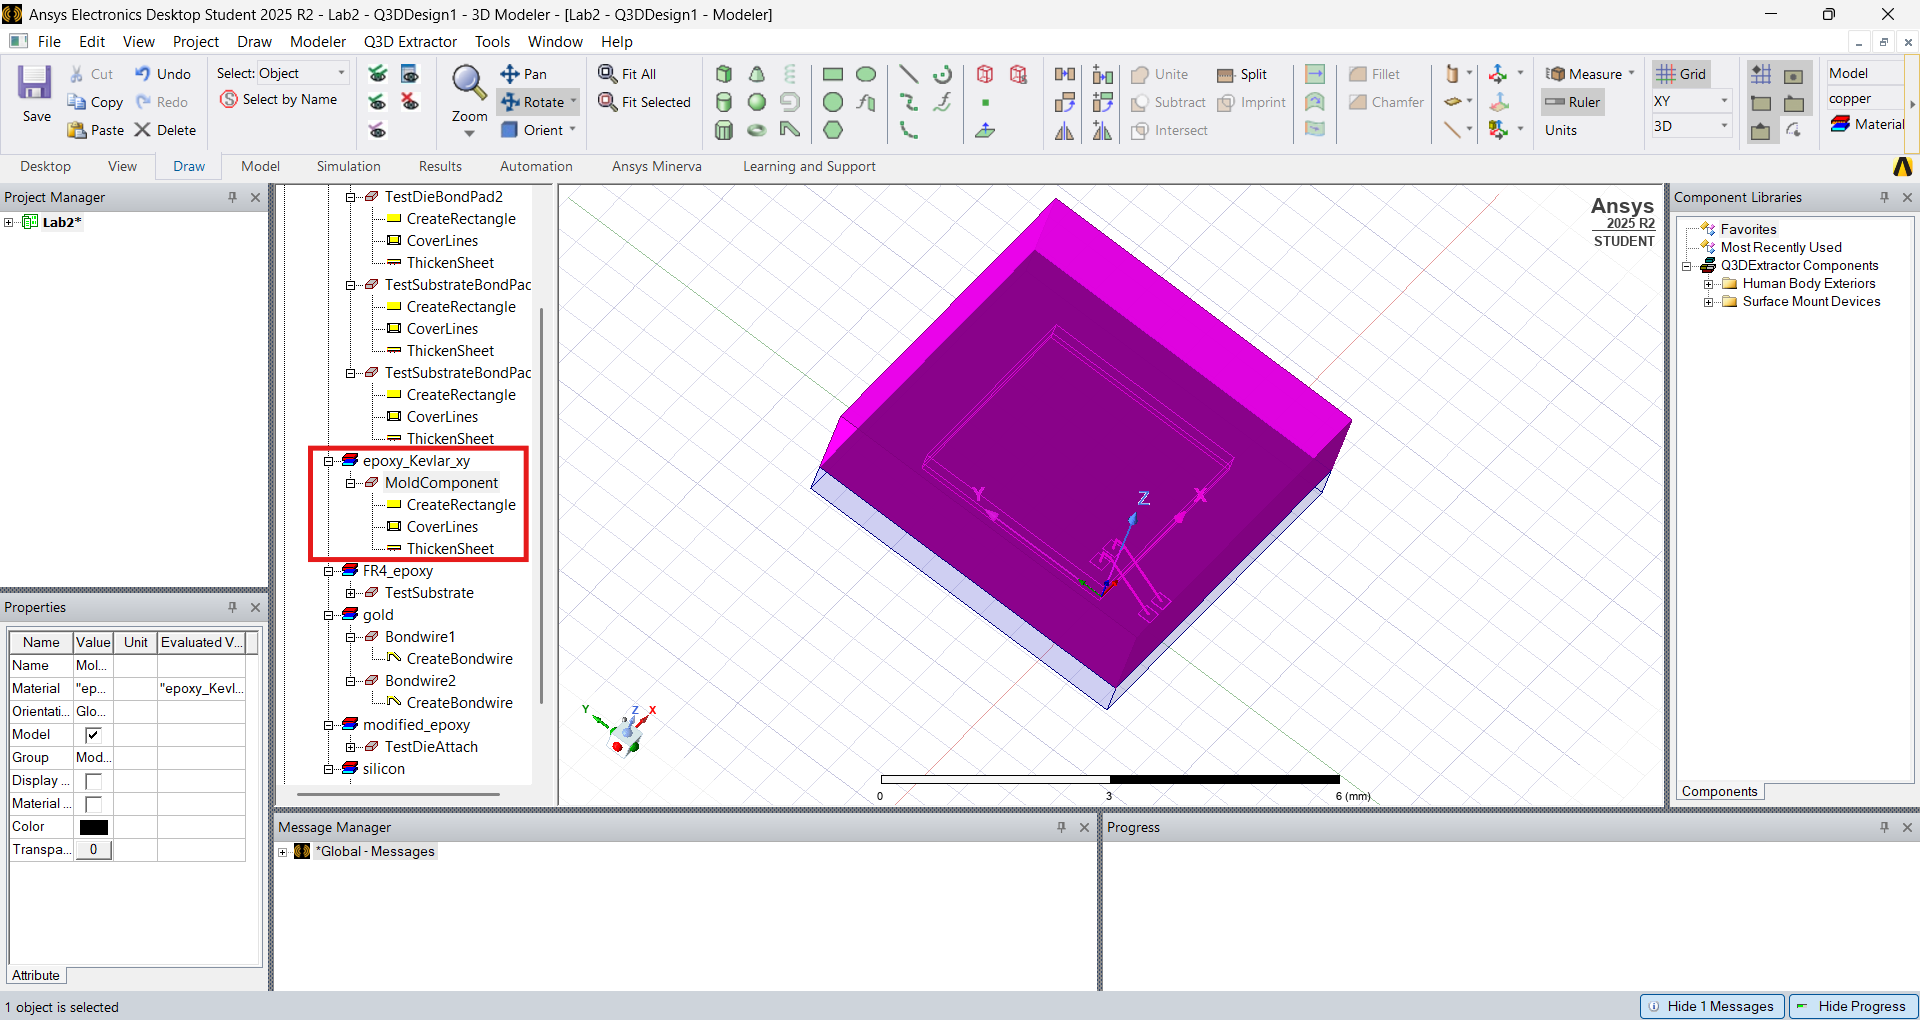 Ansys Electronics Desktop Student 2025 R2 - Lab2 - Q3DDesign1 - 3D Modeler - [Lab2 - Q3DDesign1 - Modeler]
File Edit View Project Draw Modeler Q3D Extractor Tools Window Help
Save
Cut
Copy
Paste
Undo
Redo
Delete
Select: Object
Select by Name
Zoom
Pan
Rotate
Orient
Fit All
Fit Selected
Unite
Subtract
Intersect
Split
Imprint
Fillet
Chamfer
Measure
Ruler
Units
Grid
XY
3D
Model
copper
Material
Desktop View Draw Model Simulation Results Automation Ansys Minerva Learning and Support
Project Manager
Lab2*
TestDieBondPad2
CreateRectangle
CoverLines
ThickenSheet
TestSubstrateBondPad
CreateRectangle
CoverLines
ThickenSheet
TestSubstrateBondPad
CreateRectangle
CoverLines
ThickenSheet
epoxy_Kevlar_xy
MoldComponent
CreateRectangle
CoverLines
ThickenSheet
FR4_epoxy
TestSubstrate
gold
Bondwire1
CreateBondwire
Bondwire2
CreateBondwire
modified_epoxy
TestDieAttach
silicon
Ansys
2025 R2
STUDENT
Y Z X
Y Z X
0 3 6 (mm)
Component Libraries
Favorites
Most Recently Used
Q3DExtractor Components
Human Body Exteriors
Surface Mount Devices
Components
Properties
Name Value Unit Evaluated V...
Name Mol...
Material "ep... "epoxy_Kevl...
Orientati... Glo...
Model
Group Mod...
Display ...
Material ...
Color
Transpa... 0
Attribute
Message Manager
*Global - Messages
Progress
1 object is selected
Hide 1 Messages
Hide Progress